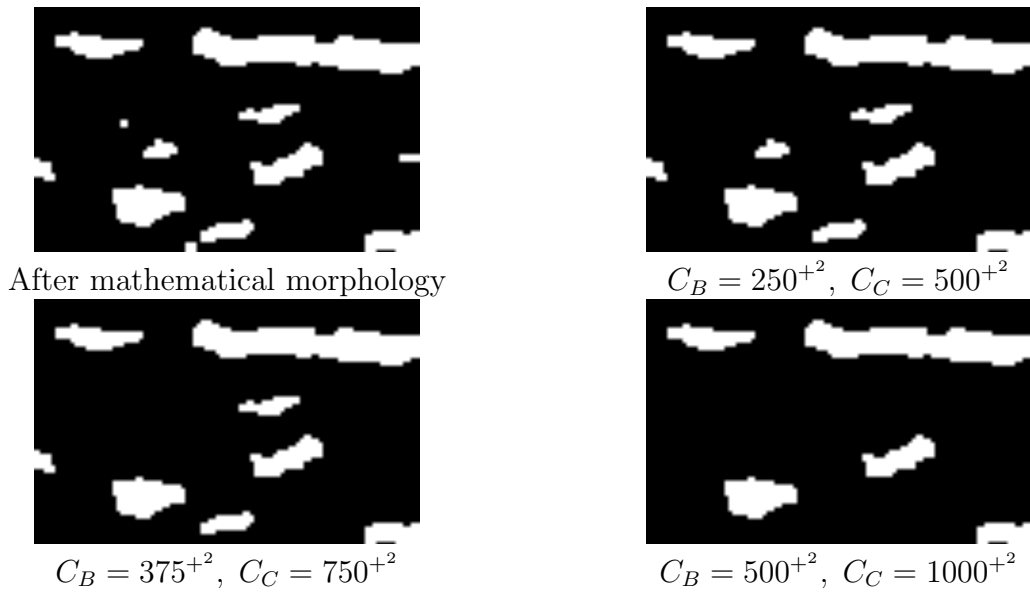 After mathematical morphology
C_B = 250^{+^2}, C_C = 500^{+^2}
C_B = 375^{+^2}, C_C = 750^{+^2}
C_B = 500^{+^2}, C_C = 1000^{+^2}